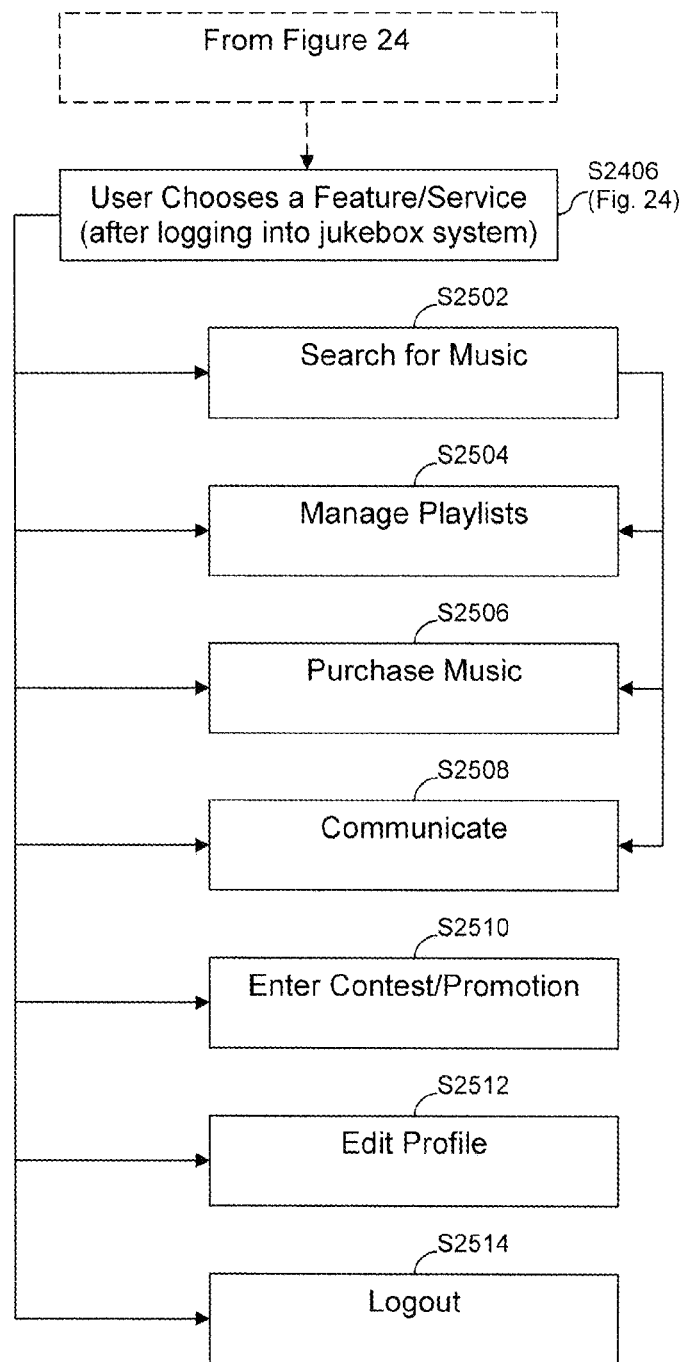 From Figure 24
User Chooses a Feature/Service
(after logging into jukebox system)
S2406
(Fig. 24)
S2502
Search for Music
S2504
Manage Playlists
S2506
Purchase Music
S2508
Communicate
S2510
Enter Contest/Promotion
S2512
Edit Profile
S2514
Logout